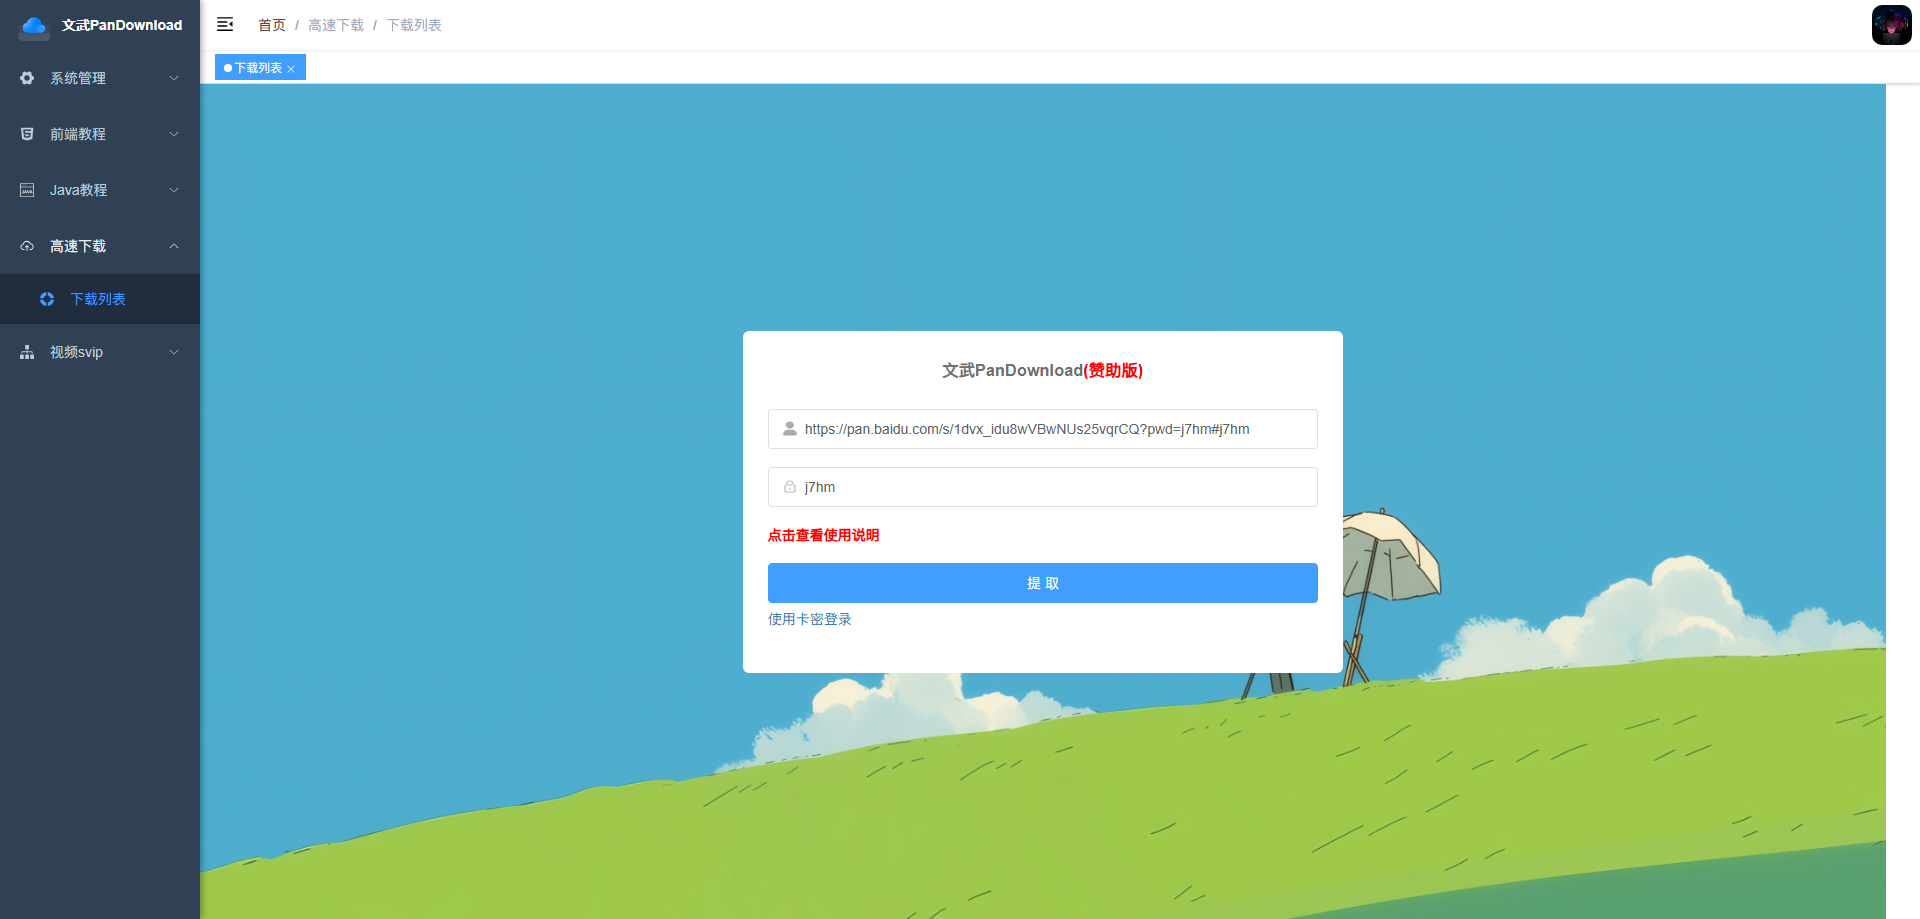 文武PanDownload
首页 / 高速下载 / 下载列表
下载列表
系统管理
前端教程
Java教程
高速下载
下载列表
视频svip
文武PanDownload(赞助版)
https://pan.baidu.com/s/1dvx_idu8wVBwNUs25vqrCQ?pwd=j7hm#j7hm
j7hm
点击查看使用说明
提 取
使用卡密登录